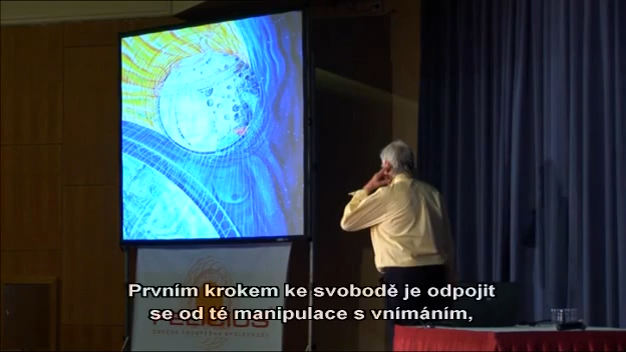 Prvním krokem ke svobodě je odpojit
se od té manipulace s vnímáním,